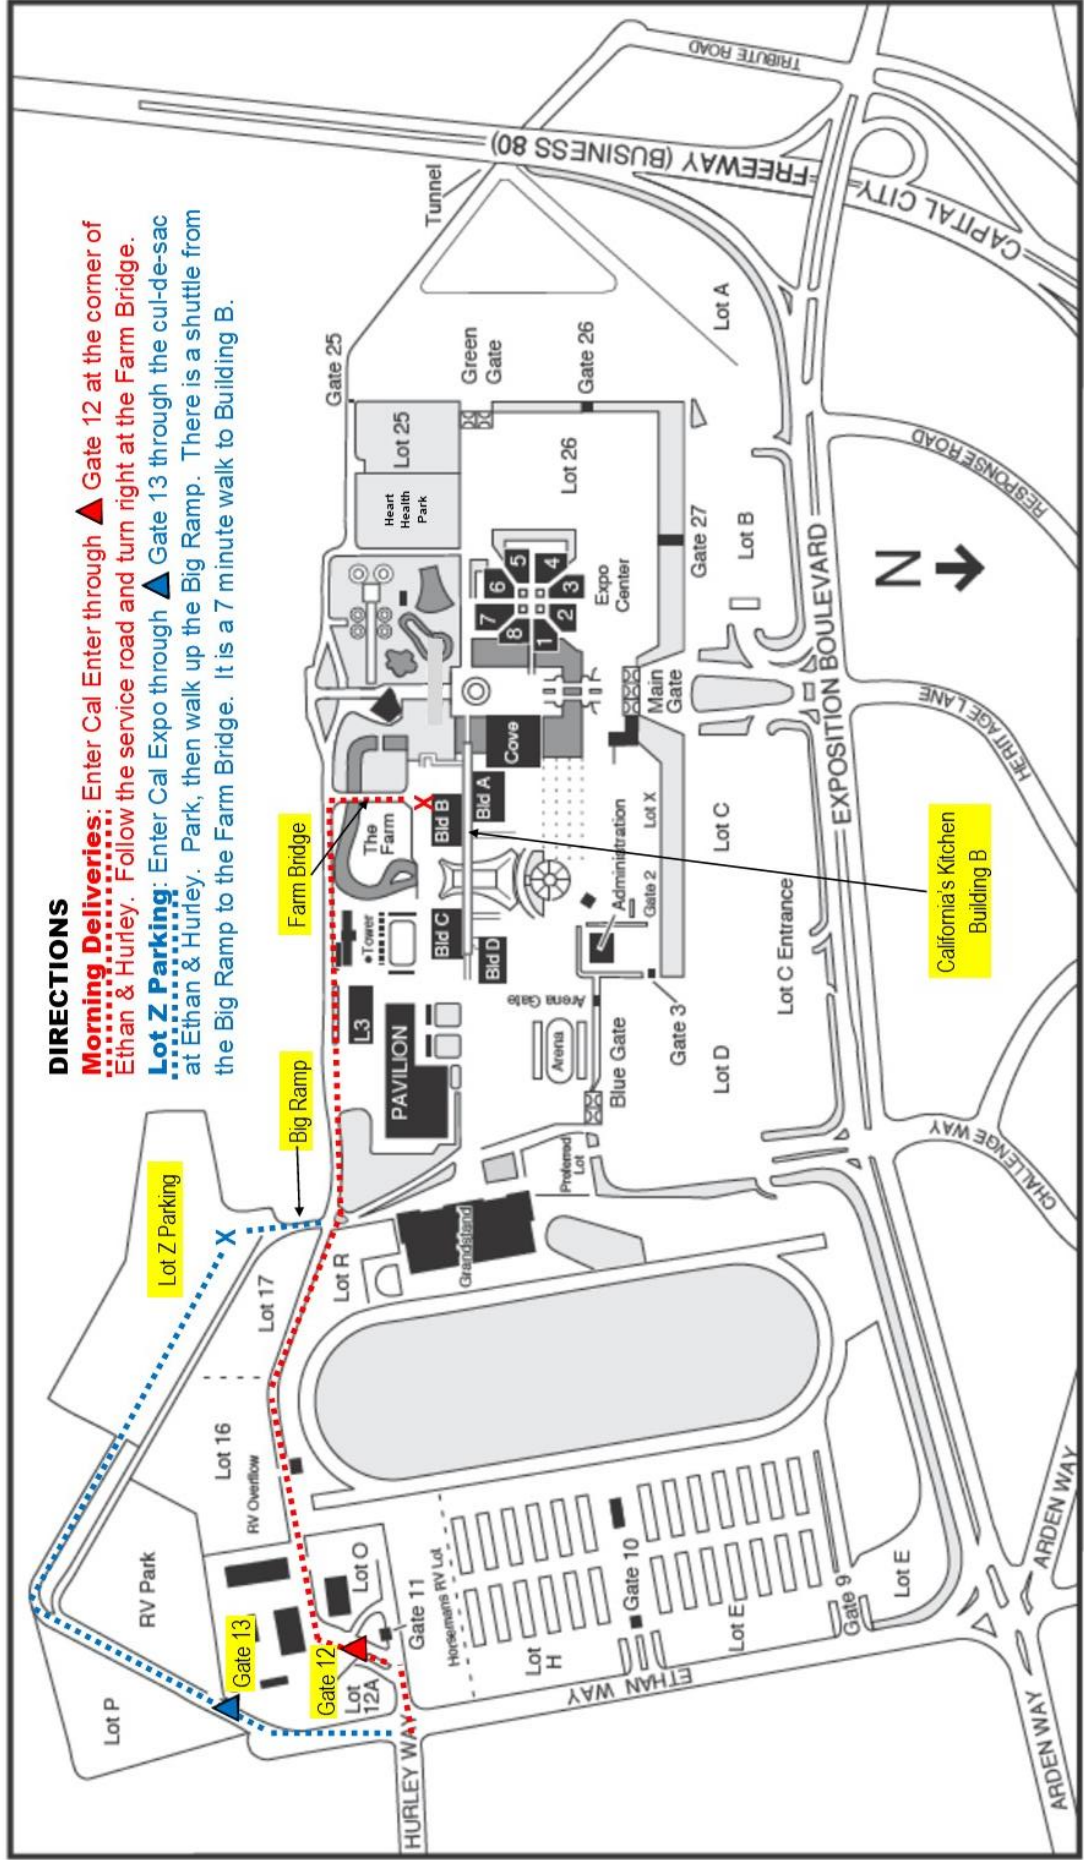 DIRECTIONS
Morning Deliveries: Enter Cal Enter through Gate 12 at the corner of
Ethan & Hurley. Follow the service road and turn right at the Farm Bridge.
Lot Z Parking: Enter Cal Expo through Gate 13 through the cul-de-sac
at Ethan & Hurley. Park, then walk up the Big Ramp. There is a shuttle from
the Big Ramp to the Farm Bridge. It is a 7 minute walk to Building B.
Lot P
RV Park
Gate 13
Gate 12
Lot
12A
HURLEY WAY
Lot O
Gate 11
Lot 16
RV Overflow
Lot 17
Lot Z Parking
X
Big Ramp
Lot R
Grandstand
Horsemans RV Lot
Lot
H
Gate 10
Lot E
Gate 9
Lot E
ETHAN WAY
ARDEN WAY
ARDEN WAY
Preferred
Lot
PAVILION
L3
Tower
Farm Bridge
The
Farm
X
Bld B
Bld A
Bld C
Bld D
Cove
Arena
Arena Gate
Blue Gate
Gate 3
Gate 2
Administration
Lot X
Lot D
Lot C Entrance
Lot C
California's Kitchen
Building B
Main
Gate
Expo
Center
1
2
3
4
5
6
7
8
Heart
Health
Park
Lot 25
Gate 25
Green
Gate
Gate 26
Lot 26
Gate 27
Lot B
Lot A
Tunnel
N
EXPOSITION BOULEVARD
CHALLENGE WAY
HERITAGE LANE
RESPONSE ROAD
TRIBUTE ROAD
CAPITAL CITY FREEWAY (BUSINESS 80)